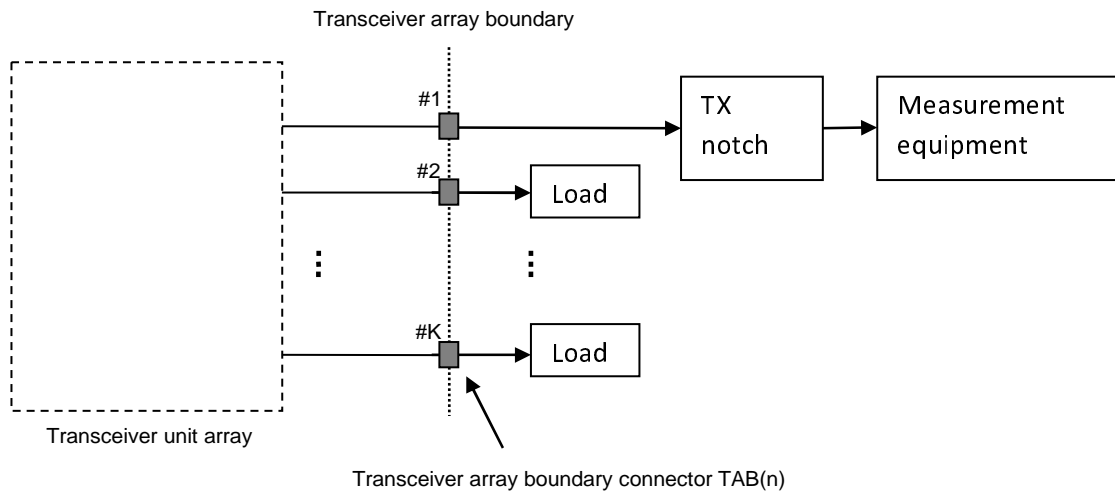 Transceiver array boundary
#1
TX
notch
Measurement
equipment
#2
Load
#K
Load
Transceiver unit array
Transceiver array boundary connector TAB(n)